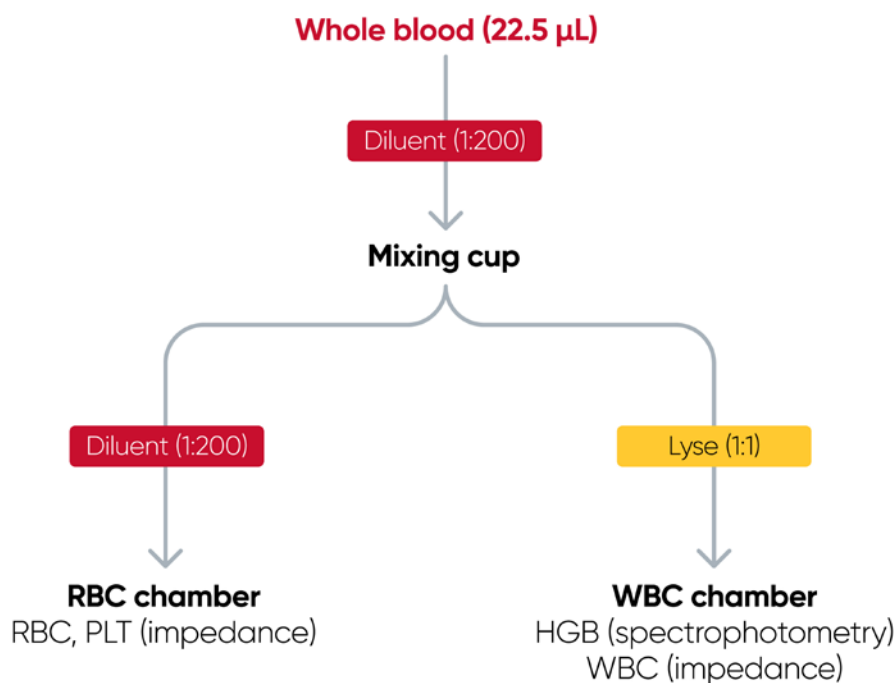 Whole blood (22.5 µL)
Diluent (1:200)
Mixing cup
Diluent (1:200)
Lyse (1:1)
RBC chamber
RBC, PLT (impedance)
WBC chamber
HGB (spectrophotometry)
WBC (impedance)